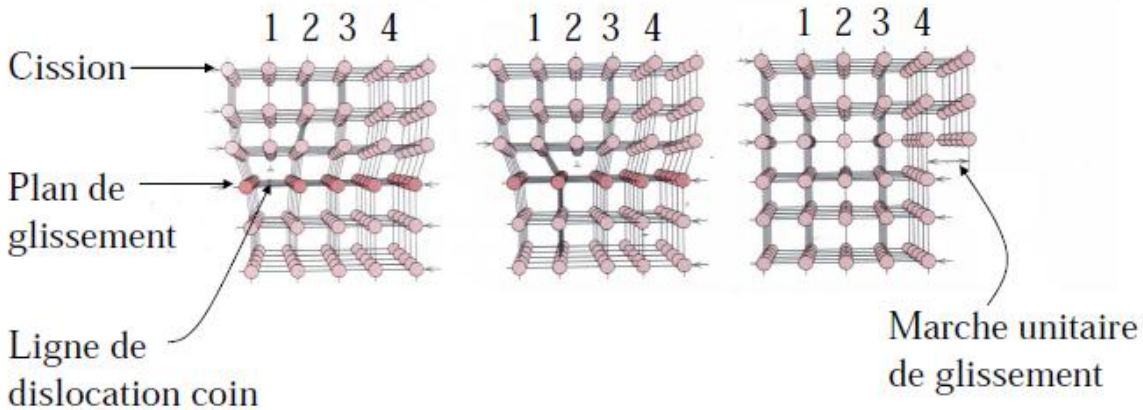 1 2 3 4
1 2 3 4
1 2 3 4
Cission
Plan de
glissement
Ligne de
dislocation coin
Marche unitaire
de glissement